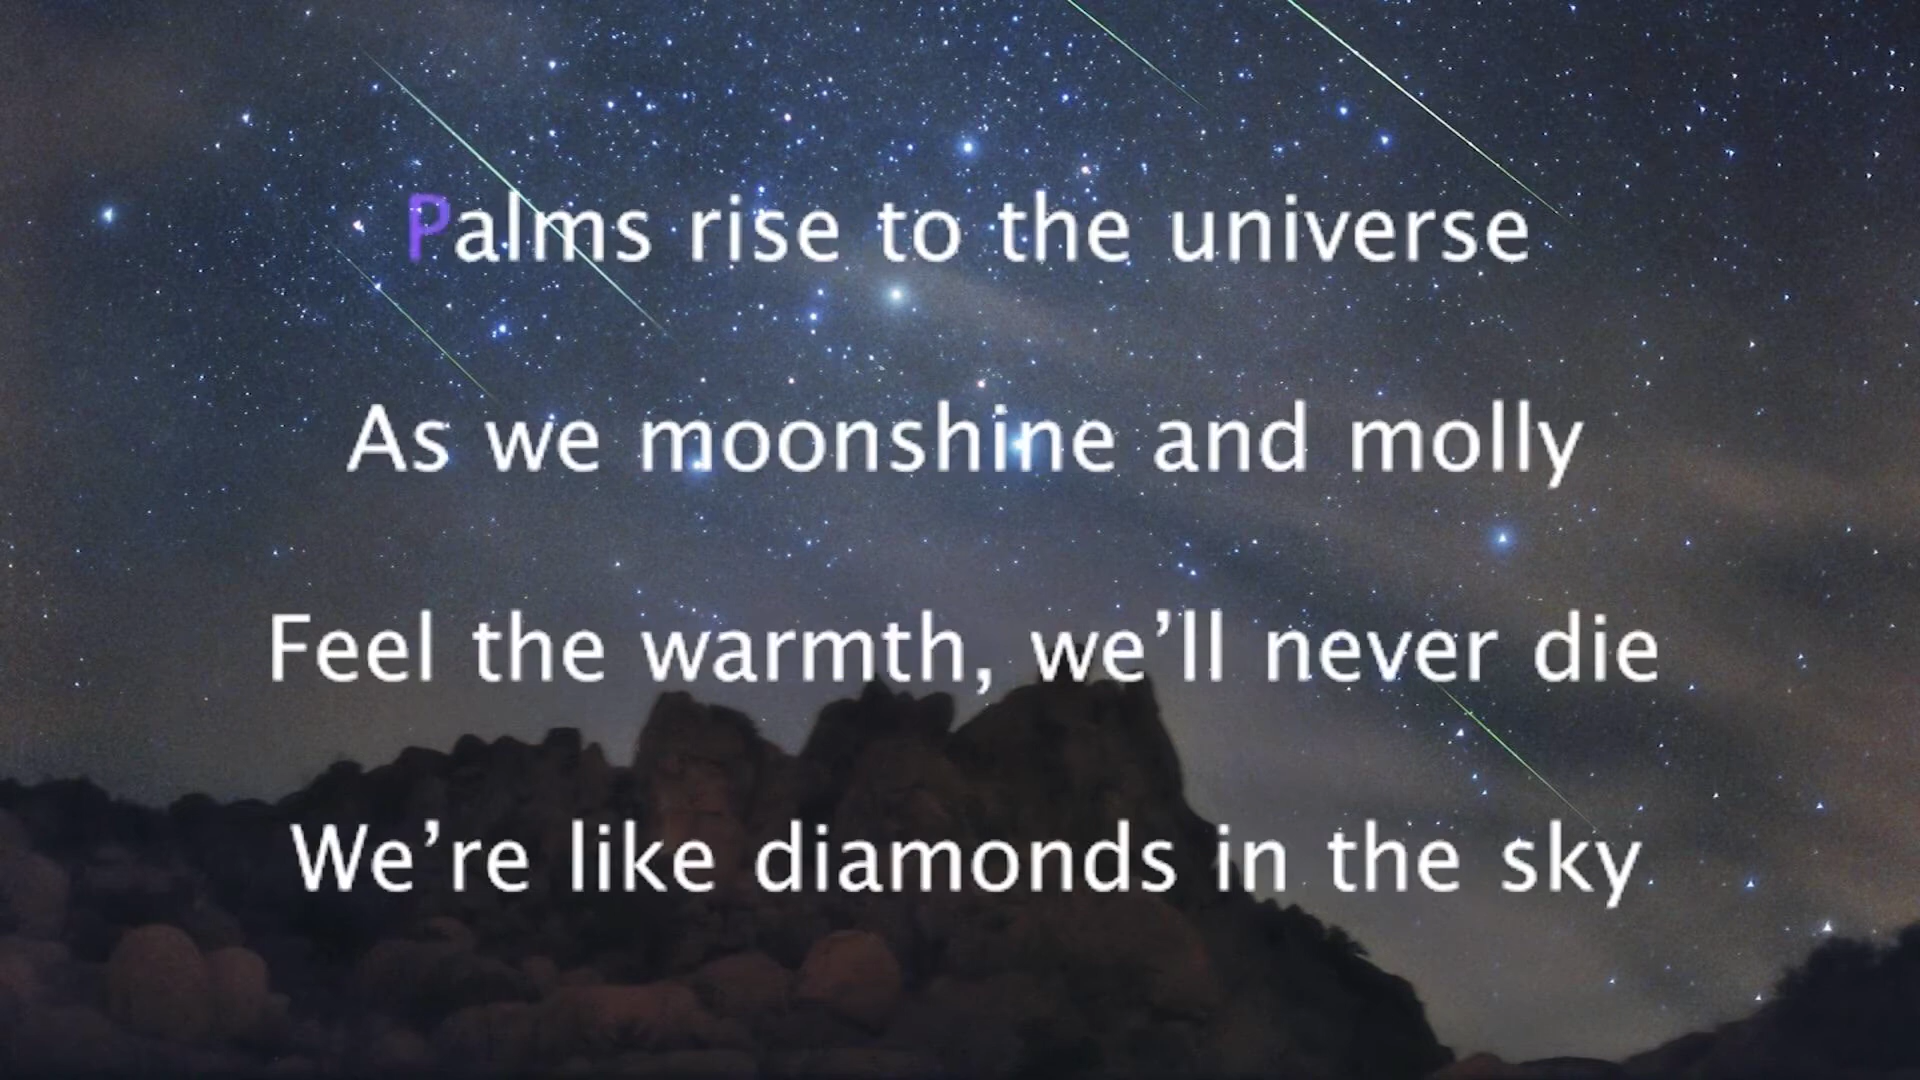 Palms rise to the universe
As we moonshine and molly
Feel the warmth, we’ll never die
We’re like diamonds in the sky